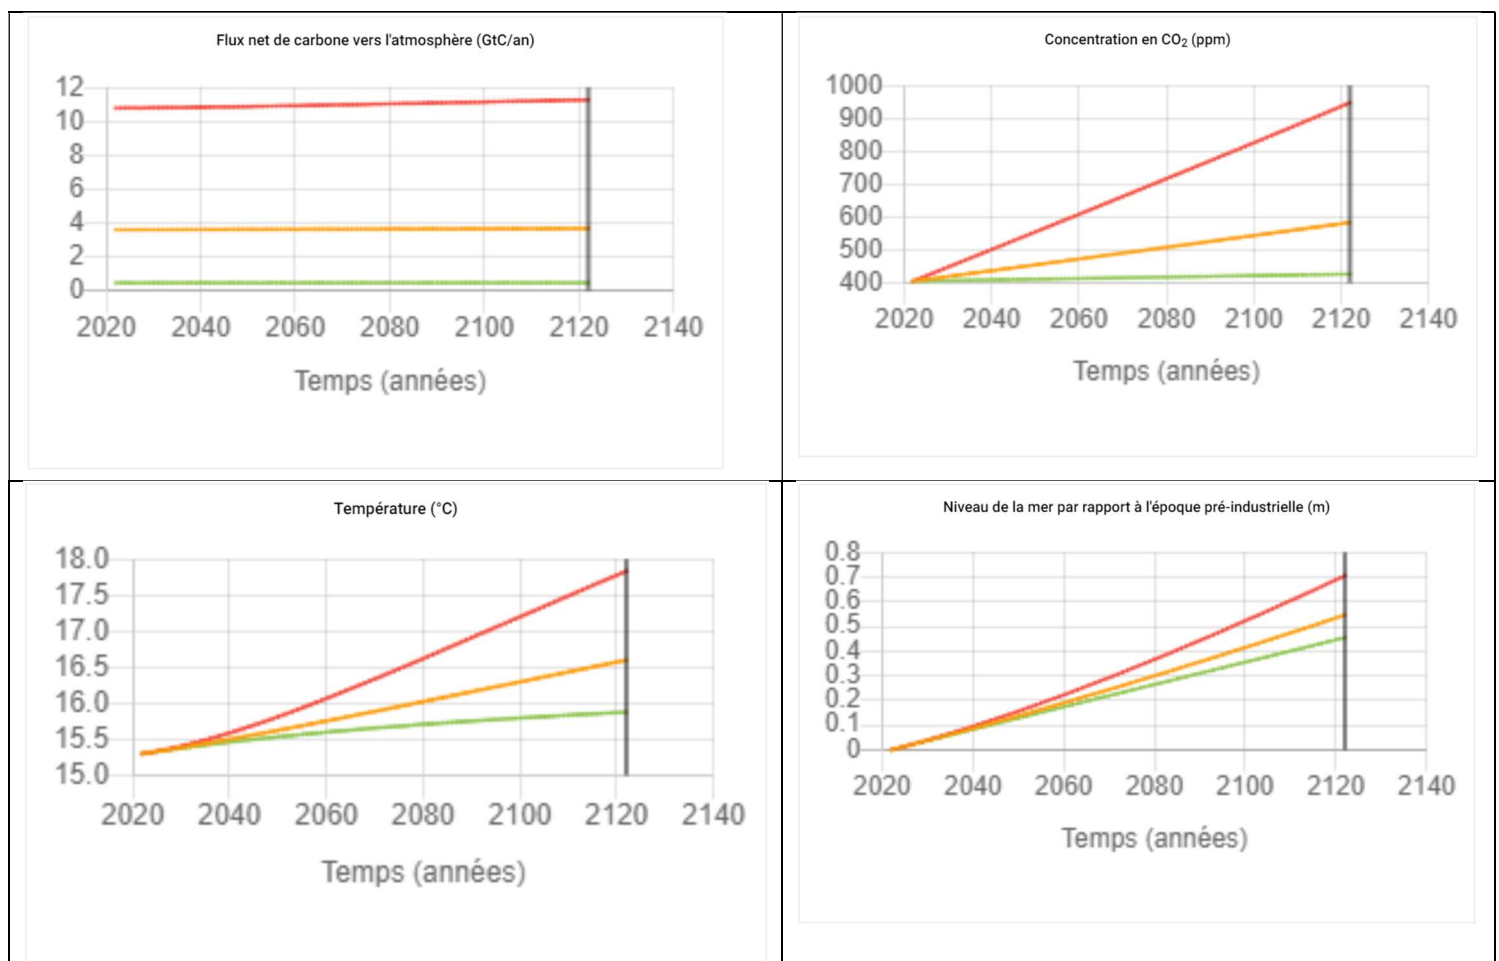 Flux net de carbone vers l'atmosphère (GtC/an)
12
10
8
6
4
2
0
2020 2040 2060 2080 2100 2120 2140
Temps (années)
Concentration en CO₂ (ppm)
1000
900
800
700
600
500
400
2020 2040 2060 2080 2100 2120 2140
Temps (années)
Température (°C)
18.0
17.5
17.0
16.5
16.0
15.5
15.0
2020 2040 2060 2080 2100 2120 2140
Temps (années)
Niveau de la mer par rapport à l'époque pré-industrielle (m)
0.8
0.7
0.6
0.5
0.4
0.3
0.2
0.1
0
2020 2040 2060 2080 2100 2120 2140
Temps (années)